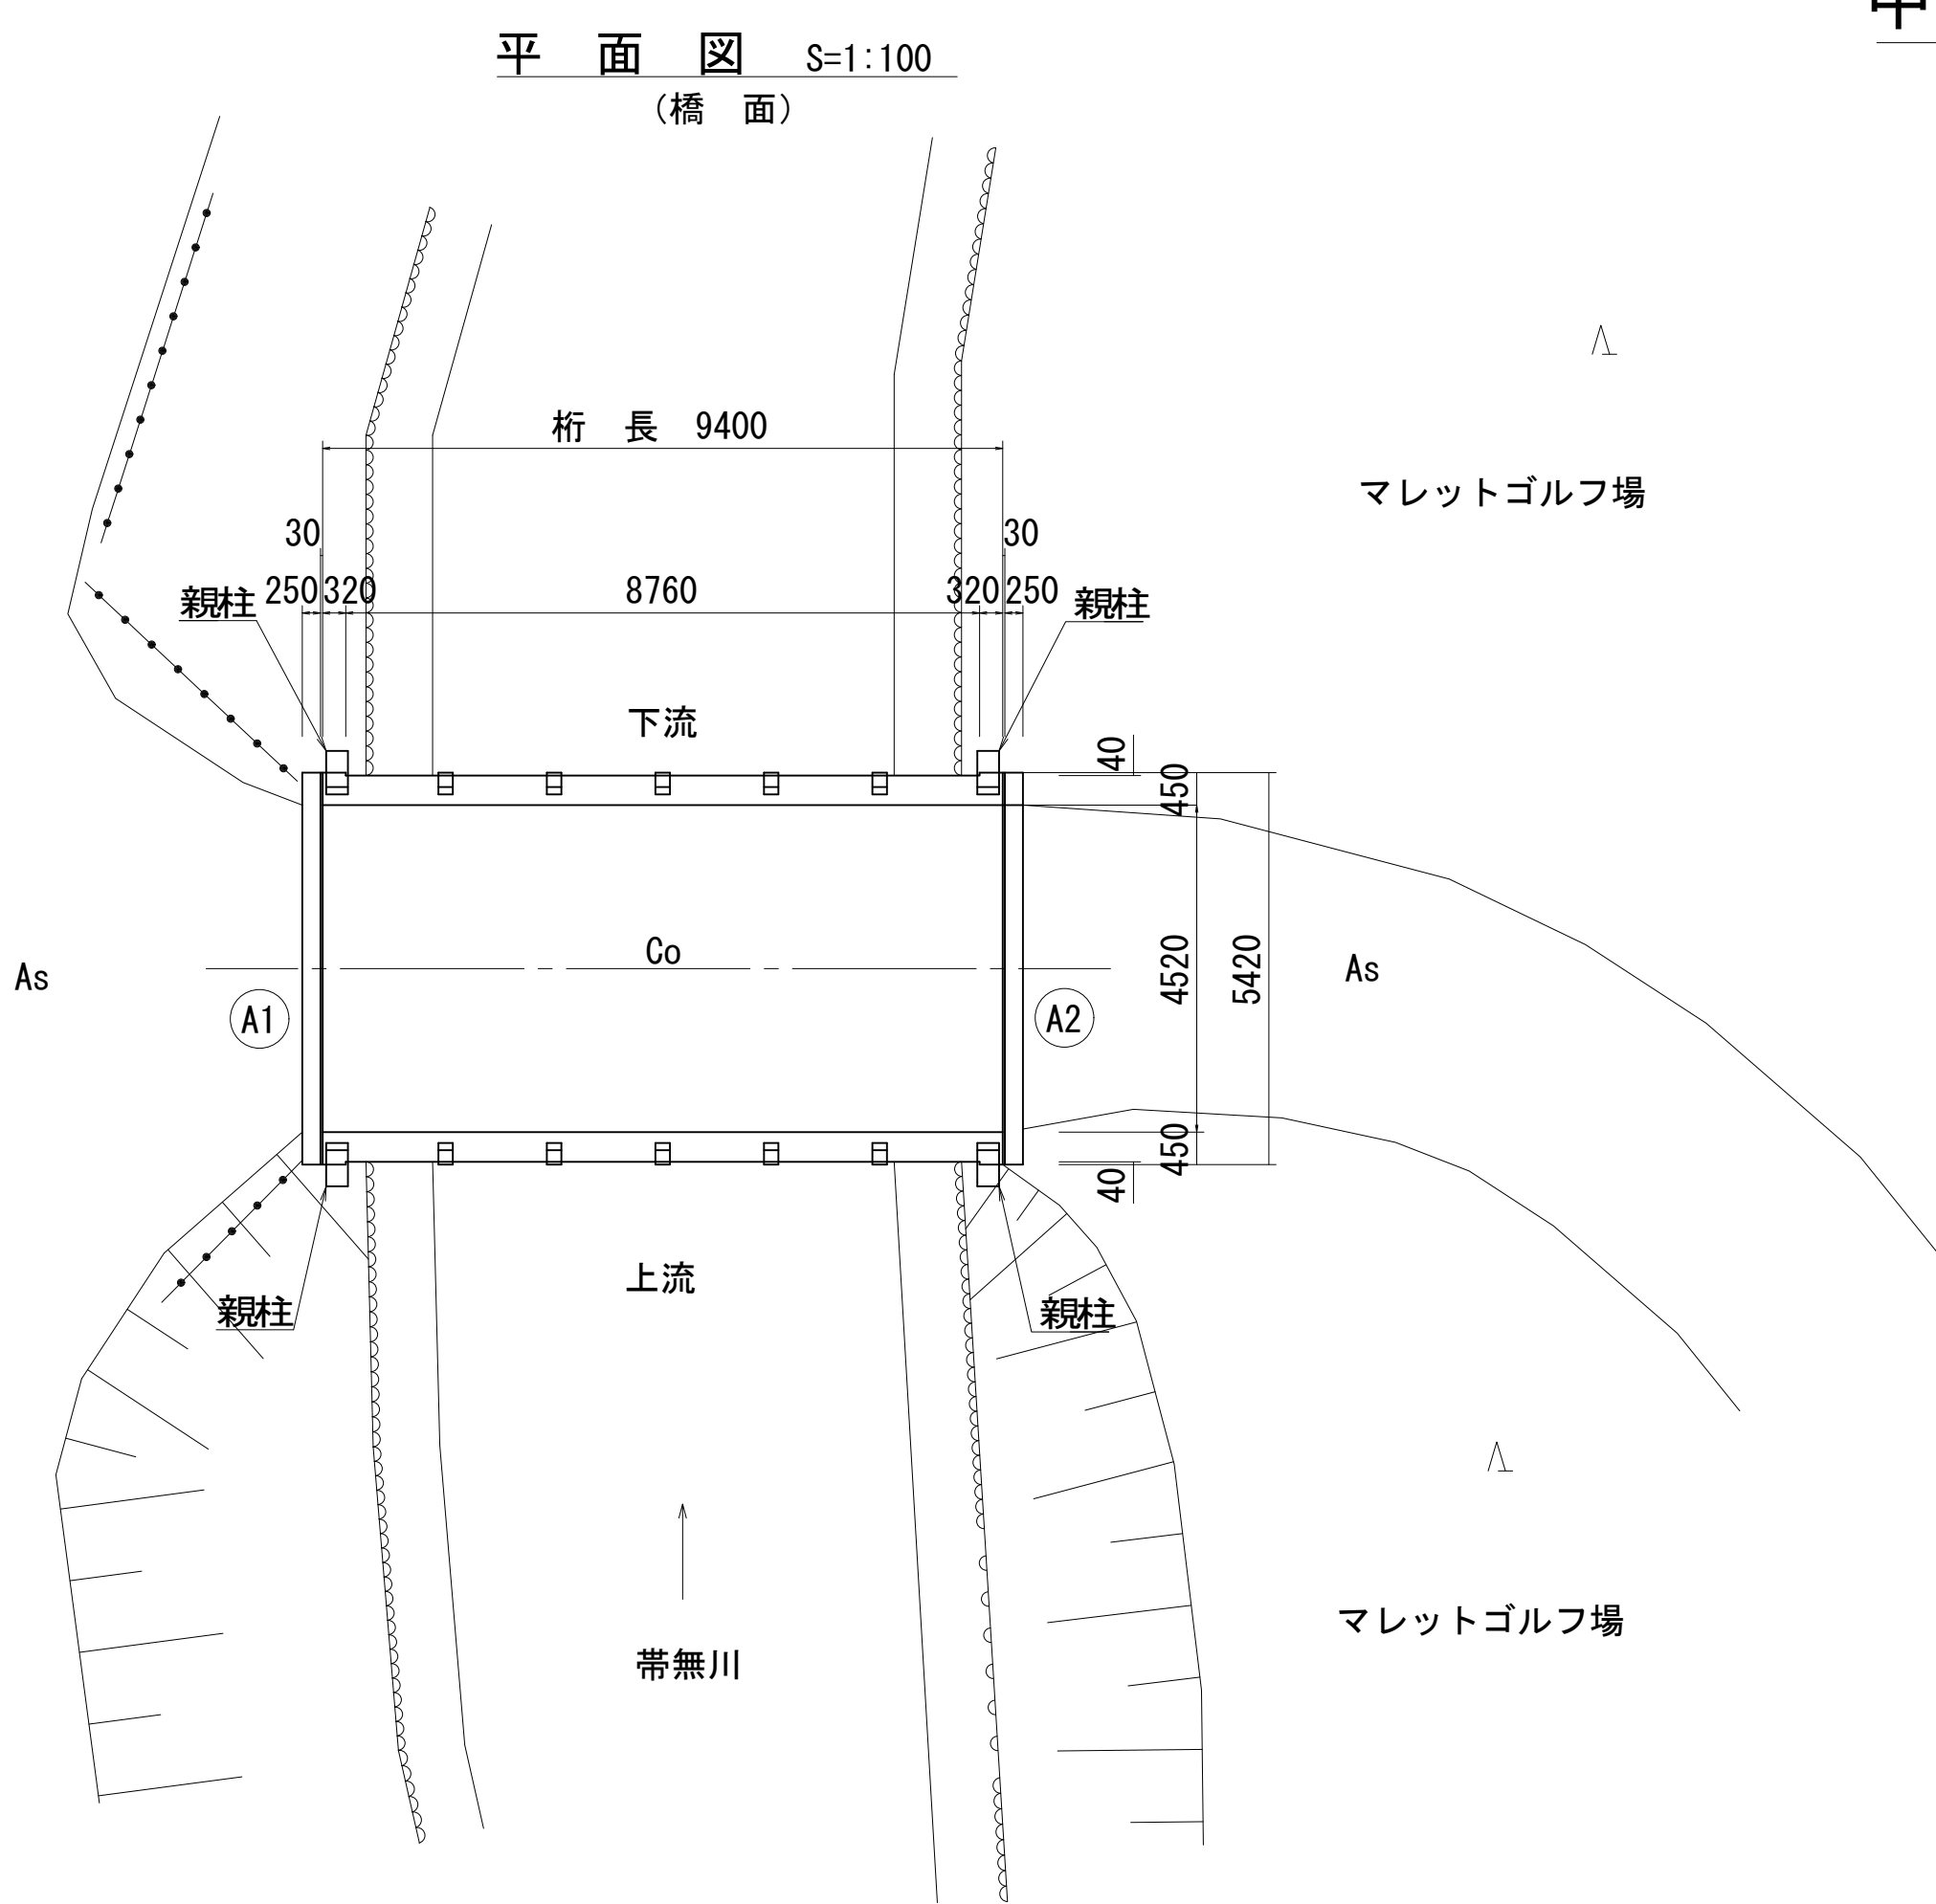 平　面　図　S=1:100
（橋　面）
桁　長　9400
マレットゴルフ場
30
30
親柱
250
320
8760
320
250
親柱
下流
40
450
Co
As
4520
5420
As
A1
A2
450
40
上流
親柱
親柱
マレットゴルフ場
帯無川